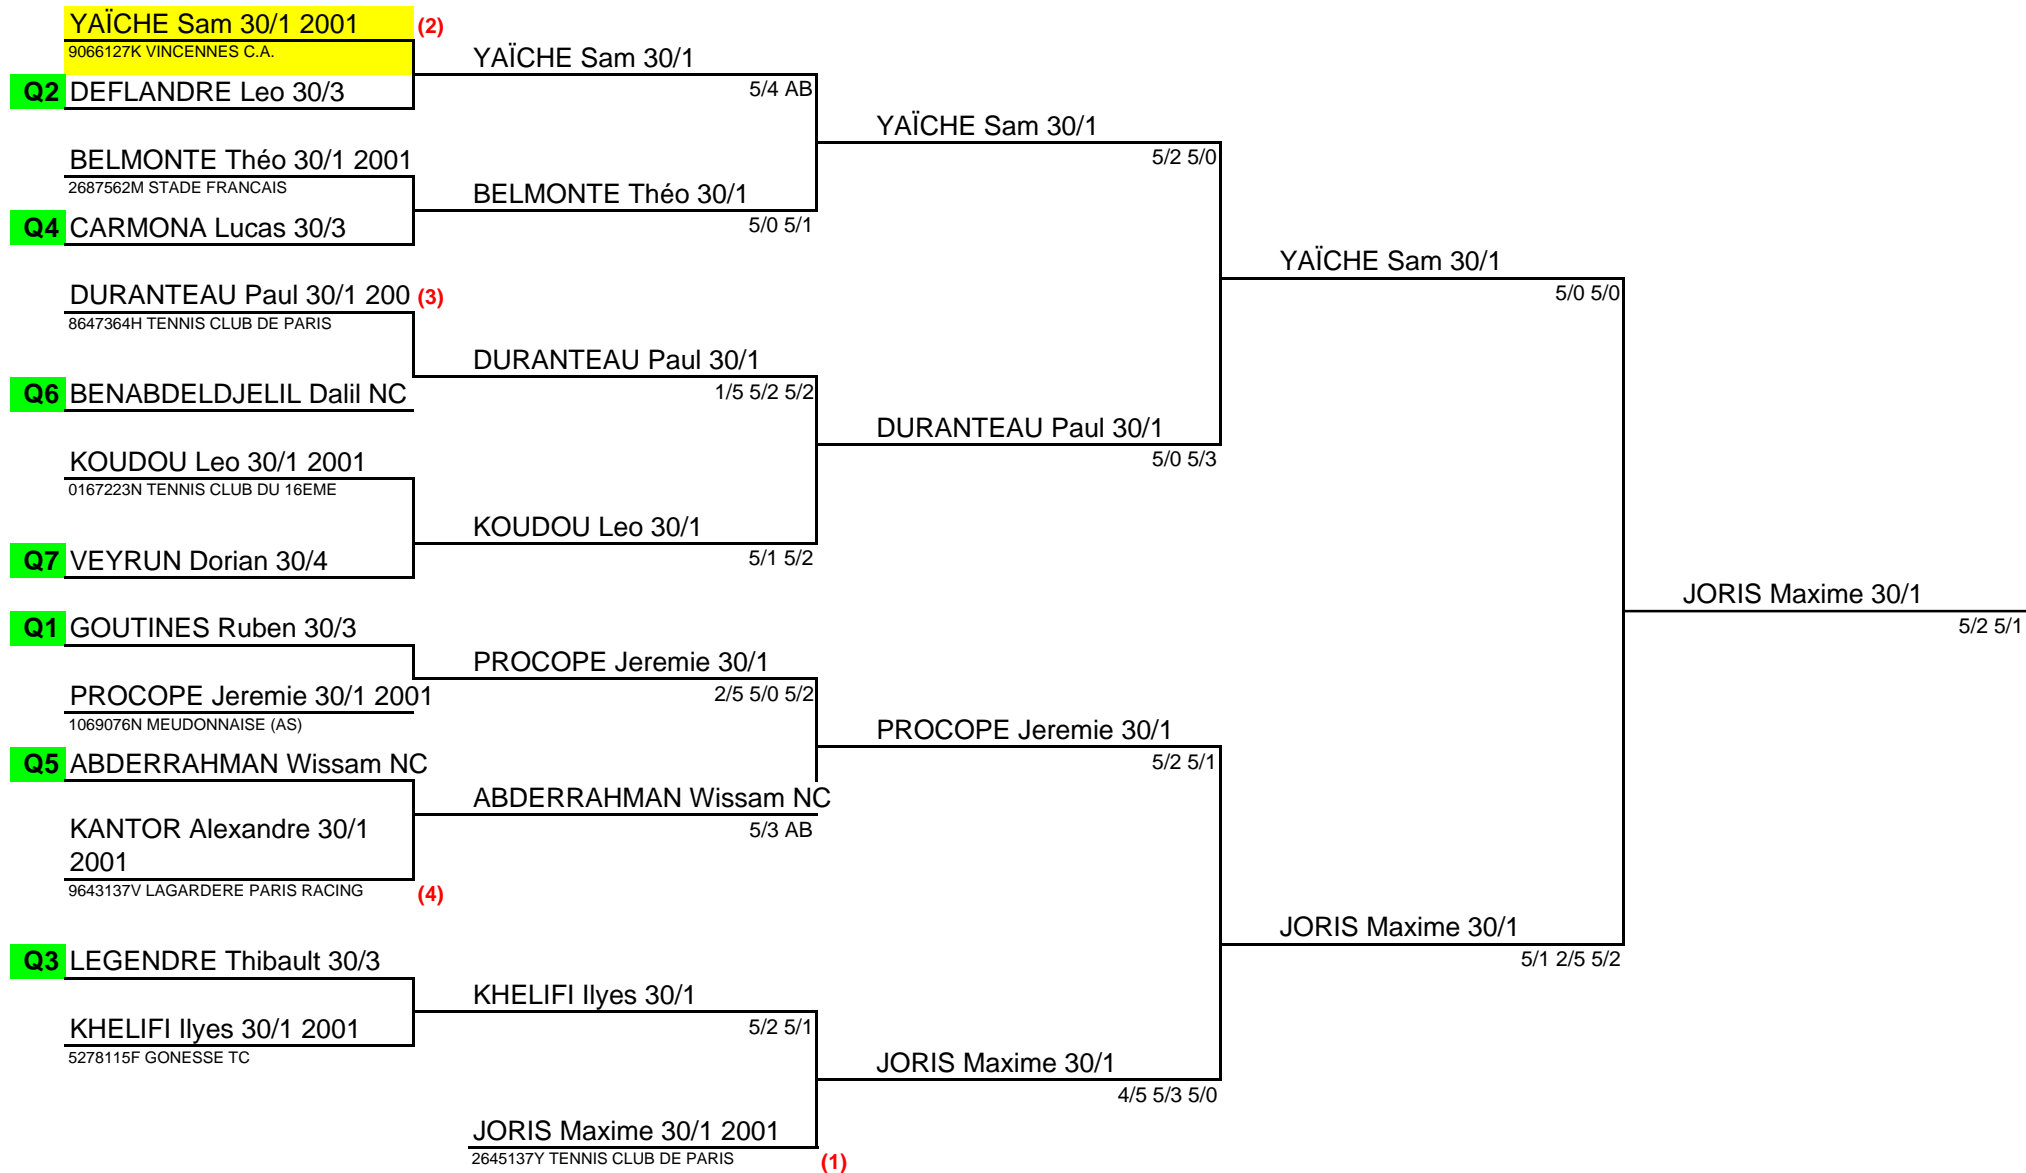 YAÏCHE Sam 30/1 2001 (2)
9066127K VINCENNES C.A.
Q2 DEFLANDRE Leo 30/3
BELMONTE Théo 30/1 2001
2687562M STADE FRANCAIS
Q4 CARMONA Lucas 30/3
DURANTEAU Paul 30/1 200 (3)
8647364H TENNIS CLUB DE PARIS
Q6 BENABDELDJELIL Dalil NC
KOUDOU Leo 30/1 2001
0167223N TENNIS CLUB DU 16EME
Q7 VEYRUN Dorian 30/4
Q1 GOUTINES Ruben 30/3
PROCOPE Jeremie 30/1 2001
1069076N MEUDONNAISE (AS)
Q5 ABDERRAHMAN Wissam NC
KANTOR Alexandre 30/1
2001
9643137V LAGARDERE PARIS RACING (4)
Q3 LEGENDRE Thibault 30/3
KHELIFI Ilyes 30/1 2001
5278115F GONESSE TC
YAÏCHE Sam 30/1
5/4 AB
BELMONTE Théo 30/1
5/0 5/1
DURANTEAU Paul 30/1
1/5 5/2 5/2
KOUDOU Leo 30/1
5/1 5/2
PROCOPE Jeremie 30/1
2/5 5/0 5/2
ABDERRAHMAN Wissam NC
5/3 AB
KHELIFI Ilyes 30/1
5/2 5/1
JORIS Maxime 30/1 2001
2645137Y TENNIS CLUB DE PARIS (1)
YAÏCHE Sam 30/1
5/2 5/0
DURANTEAU Paul 30/1
5/0 5/3
PROCOPE Jeremie 30/1
5/2 5/1
JORIS Maxime 30/1
4/5 5/3 5/0
YAÏCHE Sam 30/1
5/0 5/0
JORIS Maxime 30/1
5/1 2/5 5/2
JORIS Maxime 30/1
5/2 5/1